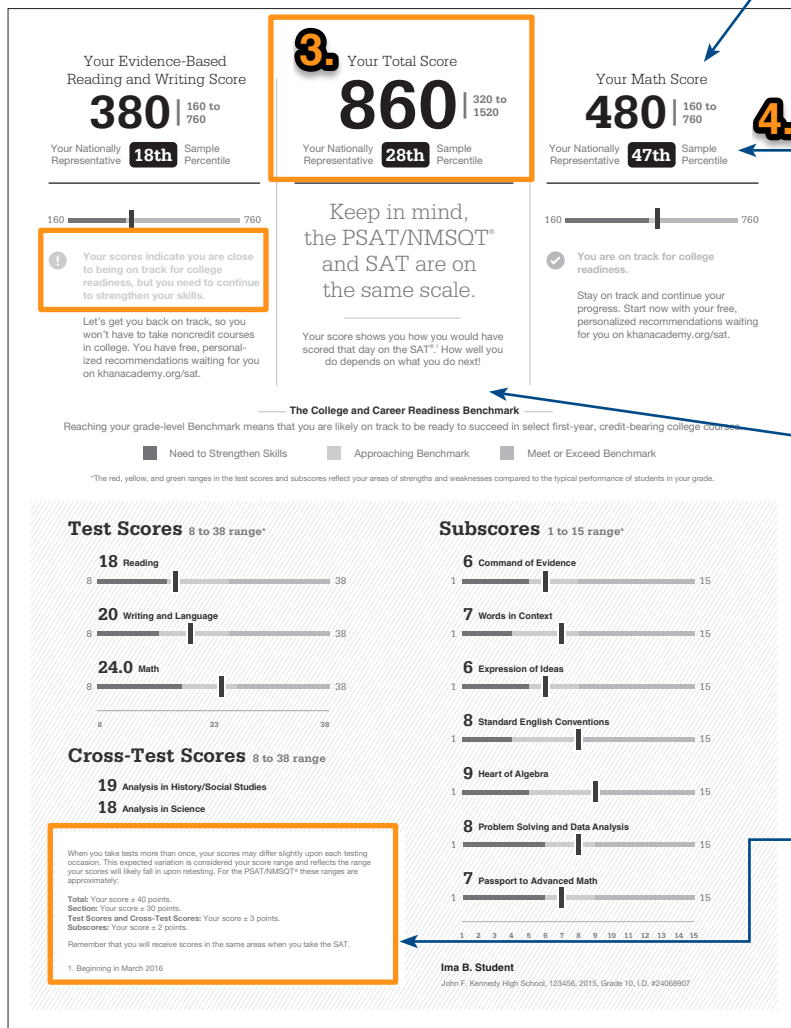 Your Evidence-Based
Reading and Writing Score
380 | 160 to
760
Your Nationally
Representative
18th
Sample
Percentile
160
760
Your scores indicate you are close
to being on track for college
readiness, but you need to continue
to strengthen your skills.
Let's get you back on track, so you
won't have to take noncredit courses
in college. You have free, personal-
ized recommendations waiting for you
on khanacademy.org/sat.
3.
Your Total Score
860 | 320 to
1520
Your Nationally
Representative
28th
Sample
Percentile
Keep in mind,
the PSAT/NMSQT®
and SAT are on
the same scale.
Your score shows you how you would have
scored that day on the SAT®.¹ How well you
do depends on what you do next!
Your Math Score
480 | 160 to
760
4.
Your Nationally
Representative
47th
Sample
Percentile
160
760
You are on track for college
readiness.
Stay on track and continue your
progress. Start now with your free,
personalized recommendations waiting
for you on khanacademy.org/sat.
The College and Career Readiness Benchmark
Reaching your grade-level Benchmark means that you are likely on track to be ready to succeed in select first-year, credit-bearing college courses.
Need to Strengthen Skills
Approaching Benchmark
Meet or Exceed Benchmark
*The red, yellow, and green ranges in the test scores and subscores reflect your areas of strengths and weaknesses compared to the typical performance of students in your grade.
Test Scores 8 to 38 range*
18 Reading
8 38
20 Writing and Language
8 38
24.0 Math
8 38
8 23 38
Cross-Test Scores 8 to 38 range
19 Analysis in History/Social Studies
18 Analysis in Science
When you take tests more than once, your scores may differ slightly upon each testing
occasion. This expected variation is considered your score range and reflects the range
your scores will likely fall in upon retesting. For the PSAT/NMSQT® these ranges are
approximately:
Total: Your score ± 40 points.
Section: Your score ± 30 points.
Test Scores and Cross-Test Scores: Your score ± 3 points.
Subscores: Your score ± 2 points.
Remember that you will receive scores in the same areas when you take the SAT.
1. Beginning in March 2016
Subscores 1 to 15 range*
6 Command of Evidence
1 15
7 Words in Context
1 15
6 Expression of Ideas
1 15
8 Standard English Conventions
1 15
9 Heart of Algebra
1 15
8 Problem Solving and Data Analysis
1 15
7 Passport to Advanced Math
1 15
1 2 3 4 5 6 7 8 9 10 11 12 13 14 15
Ima B. Student
John F. Kennedy High School, 123456, 2015, Grade 10, I.D. #24068907